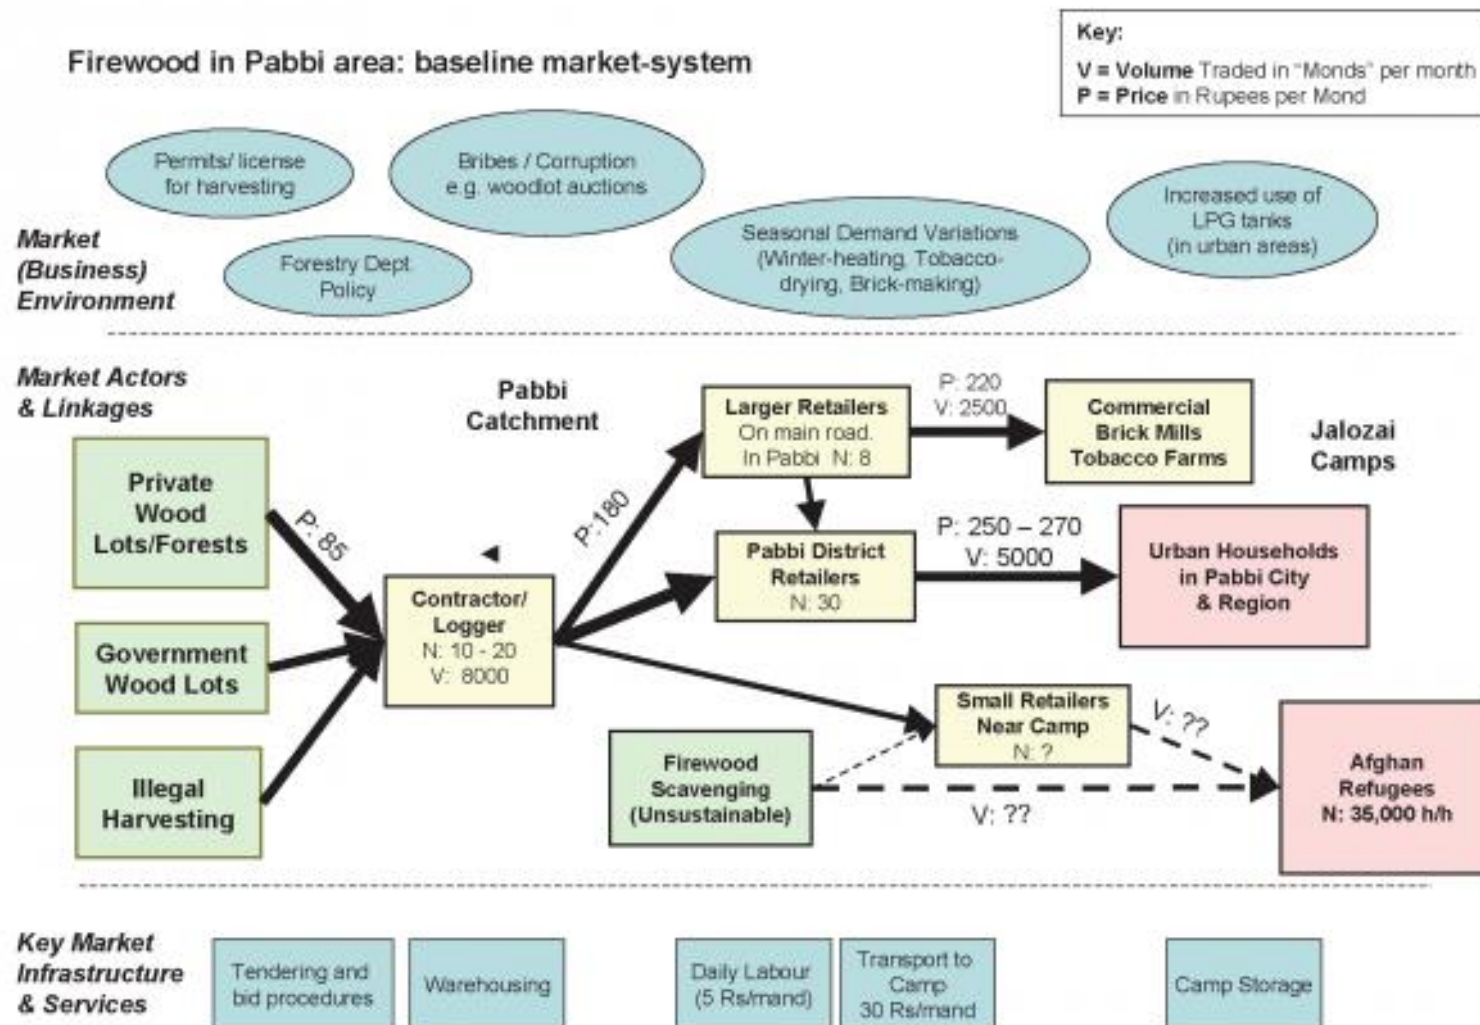 Firewood in Pabbi area: baseline market-system
Key:
V = Volume Traded in "Monds" per month
P = Price in Rupees per Mond
Market
(Business)
Environment
Permits/ license
for harvesting
Bribes / Corruption
e.g. woodlot auctions
Forestry Dept.
Policy
Seasonal Demand Variations
(Winter-heating, Tobacco-
drying, Brick-making)
Increased use of
LPG tanks
(in urban areas)
Market Actors
& Linkages
Pabbi
Catchment
Jalozai
Camps
Private
Wood
Lots/Forests
P: 85
Government
Wood Lots
Illegal
Harvesting
Contractor/
Logger
N: 10 - 20
V: 8000
P:180
Larger Retailers
On main road.
In Pabbi N: 8
P: 220
V: 2500
Commercial
Brick Mills
Tobacco Farms
Pabbi District
Retailers
N: 30
P: 250 – 270
V: 5000
Urban Households
in Pabbi City
& Region
Small Retailers
Near Camp
N: ?
V: ??
Firewood
Scavenging
(Unsustainable)
V: ??
Afghan
Refugees
N: 35,000 h/h
Key Market
Infrastructure
& Services
Tendering and
bid procedures
Warehousing
Daily Labour
(5 Rs/mand)
Transport to
Camp
30 Rs/mand
Camp Storage